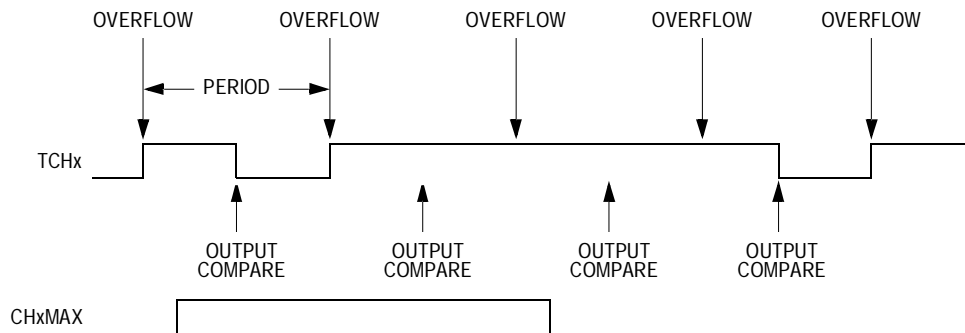 OVERFLOW OVERFLOW OVERFLOW OVERFLOW OVERFLOW
PERIOD
TCHx
OUTPUT OUTPUT OUTPUT OUTPUT
COMPARE COMPARE COMPARE COMPARE
CHxMAX